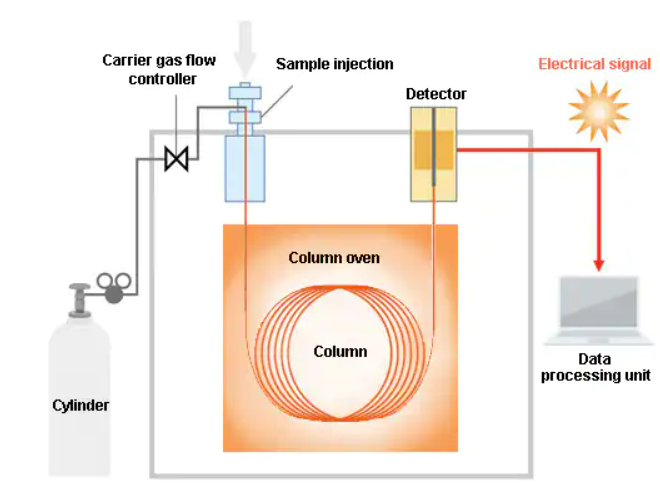 Carrier gas flow
controller
Sample injection
Electrical signal
Detector
Column oven
Column
Data
processing unit
Cylinder